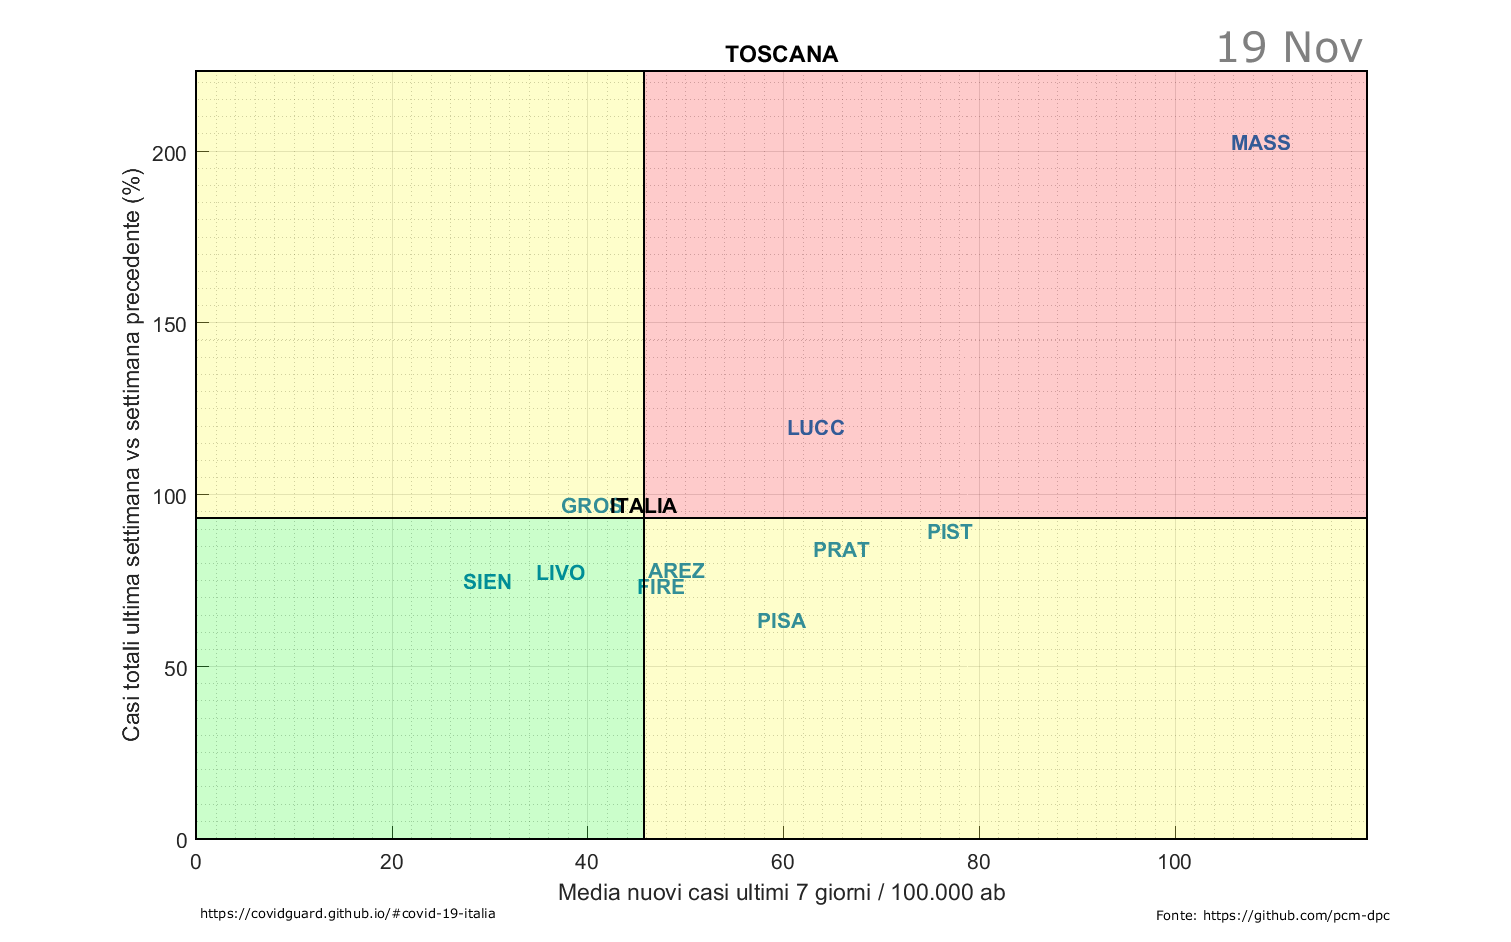 TOSCANA
19 Nov
Casi totali ultima settimana vs settimana precedente (%)
200
150
100
50
0
MASS
LUCC
GROS
ITALIA
PIST
PRAT
AREZ
LIVO
SIEN
FIRE
PISA
0 20 40 60 80 100
Media nuovi casi ultimi 7 giorni / 100.000 ab
https://covidguard.github.io/#covid-19-italia
Fonte: https://github.com/pcm-dpc